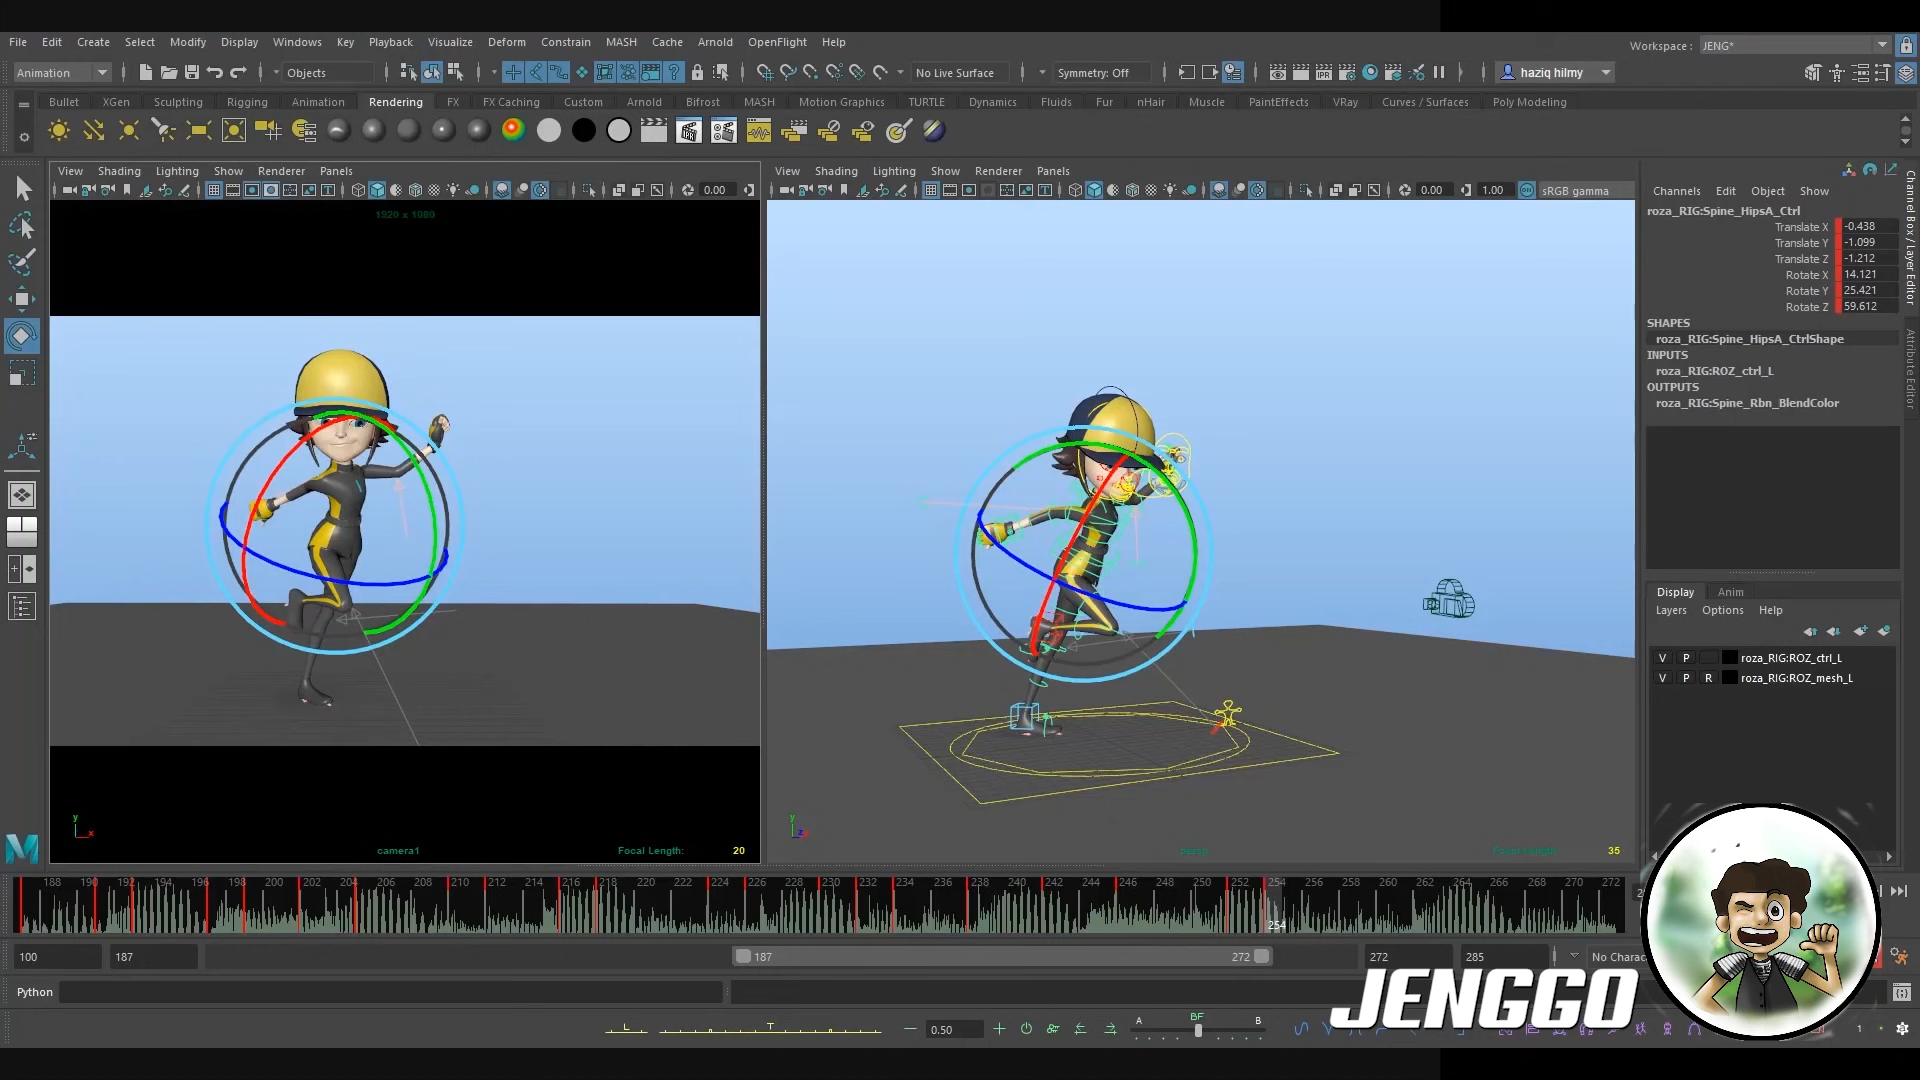 File Edit Create Select Modify Display Windows Key Playback Visualize Deform Constrain MASH Cache Arnold OpenFlight Help
Workspace : JENG*
Animation Objects No Live Surface Symmetry: Off haziq hilmy
Bullet XGen Sculpting Rigging Animation Rendering FX FX Caching Custom Arnold Bifrost MASH Motion Graphics TURTLE Dynamics Fluids Fur nHair Muscle PaintEffects VRay Curves / Surfaces Poly Modeling
View Shading Lighting Show Renderer Panels
0.00
1920 x 1080
camera1
Focal Length: 20
View Shading Lighting Show Renderer Panels
0.00 1.00 sRGB gamma
persp
Focal Length: 35
Channels Edit Object Show
roza_RIG:Spine_HipsA_Ctrl
Translate X -0.438
Translate Y -1.099
Translate Z -1.212
Rotate X 14.121
Rotate Y 25.421
Rotate Z 59.612
SHAPES
roza_RIG:Spine_HipsA_CtrlShape
INPUTS
roza_RIG:ROZ_ctrl_L
OUTPUTS
roza_RIG:Spine_Rbn_BlendColor
Channel Box / Layer Editor
Attribute Editor
Display Anim
Layers Options Help
V P roza_RIG:ROZ_ctrl_L
V P R roza_RIG:ROZ_mesh_L
188 190 192 194 196 198 200 202 204 206 208 210 212 214 216 218 220 222 224 226 228 230 232 234 236 238 240 242 244 246 248 250 252 254 256 258 260 262 264 266 268 270 272
254
100 187 187 272 272 285 No Charac
Python
L T 0.50 A BF B 1
JENGGO